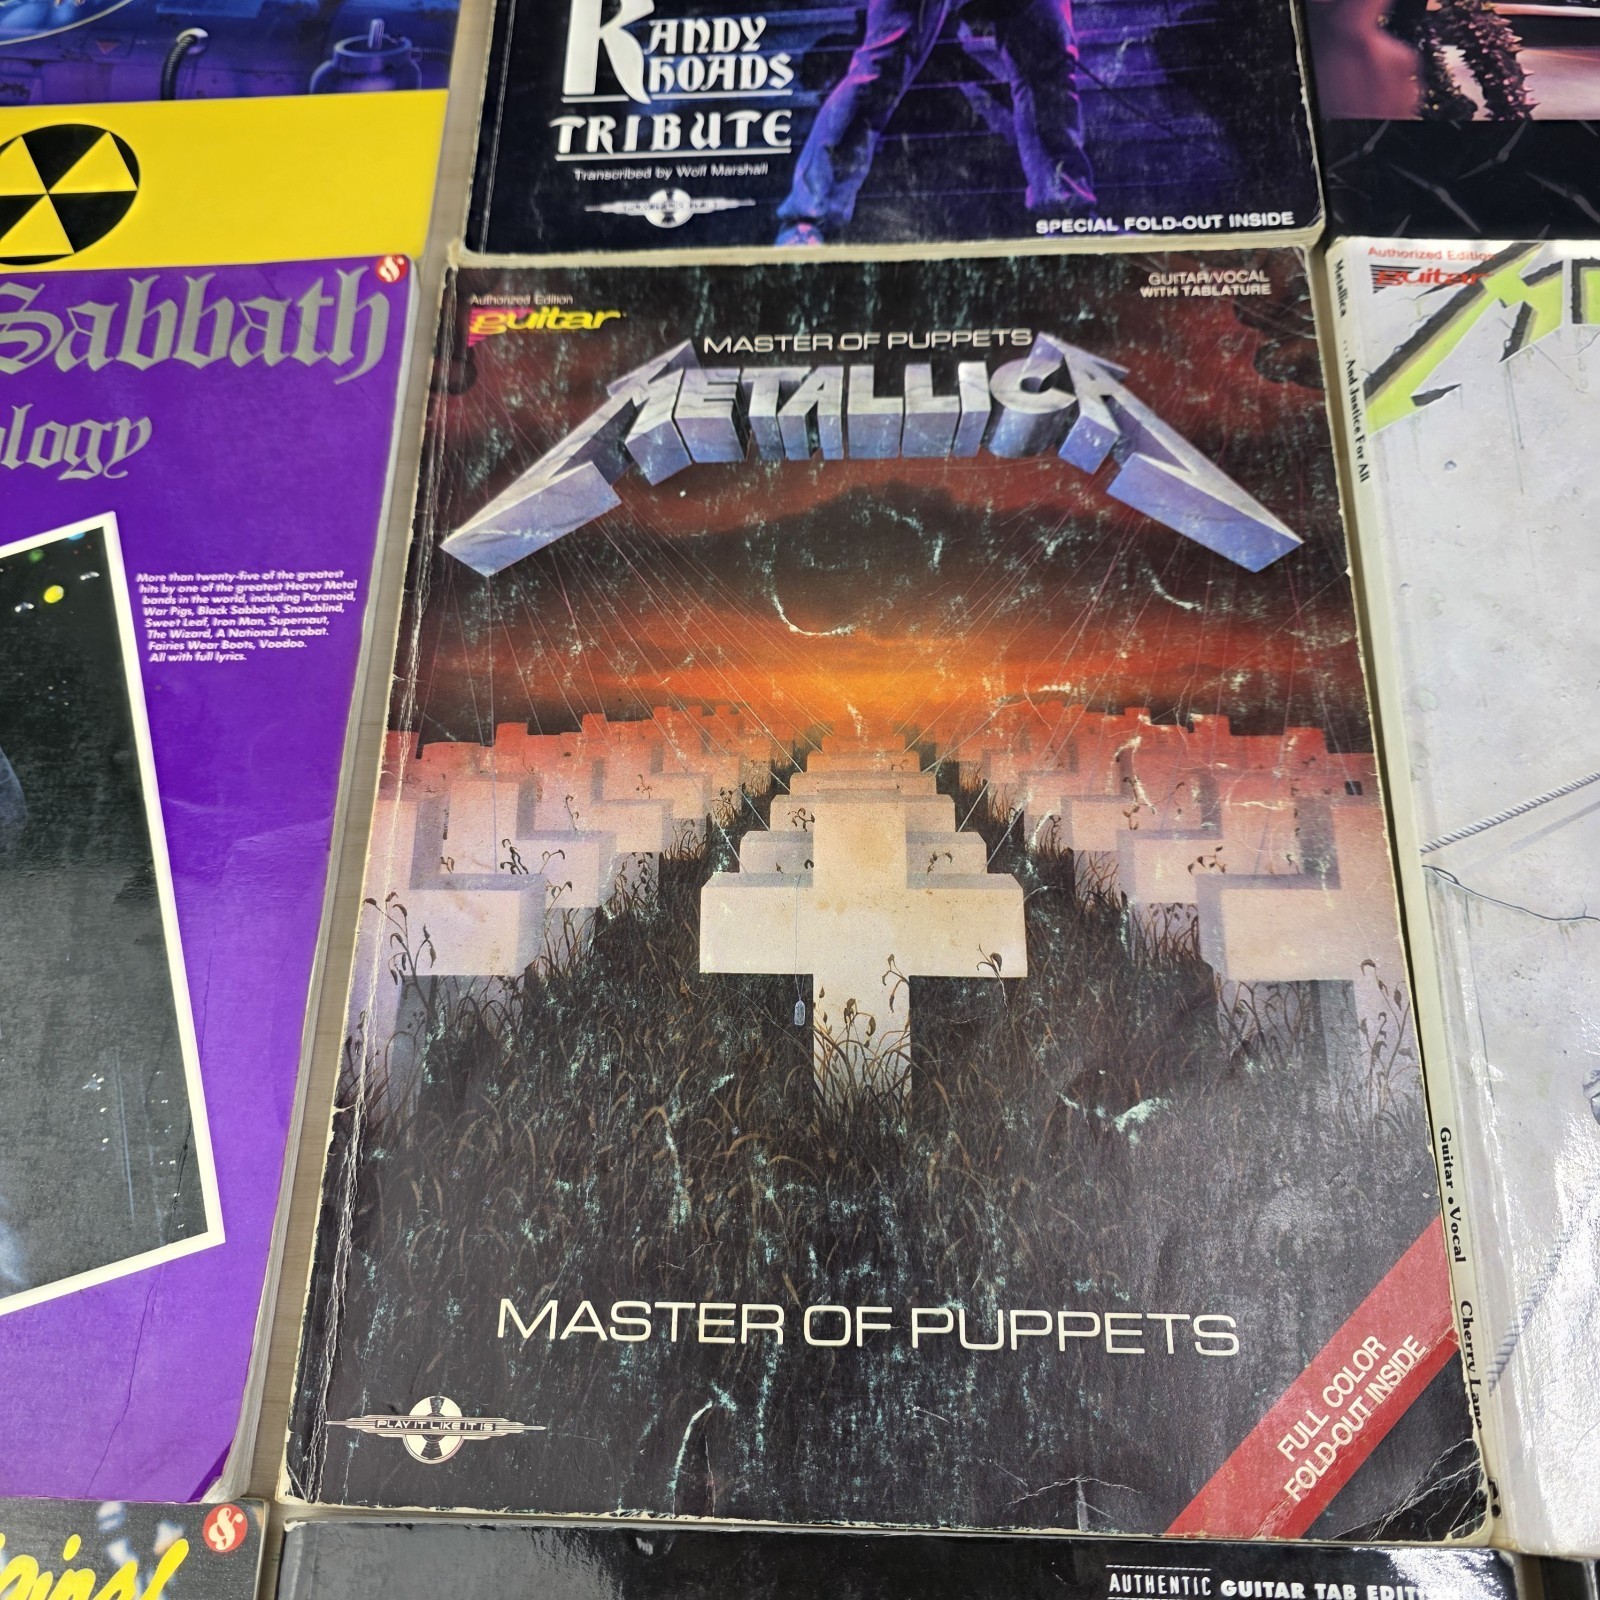 RANDY
RHOADS
TRIBUTE
Transcribed by Wolf Marshall
SPECIAL FOLD-OUT INSIDE
Sabbath
ology
More than twenty-five of the greatest
hits by one of the greatest Heavy Metal
bands in the world, including Paranoid,
War Pigs, Black Sabbath, Snowblind,
Sweet Leaf, Iron Man, Supernaut,
The Wizard, A National Acrobat.
Fairies Wear Boots, Voodoo.
All with full lyrics.
Authorized Edition
guitar
GUITAR/VOCAL
WITH TABLATURE
MASTER OF PUPPETS
METALLICA
MASTER OF PUPPETS
PLAY IT LIKE IT IS
FULL COLOR
FOLD-OUT INSIDE
Authorized Edition
guitar
Metallica
...And Justice For All
Guitar • Vocal
Cherry Lane
AUTHENTIC GUITAR TAB EDITION